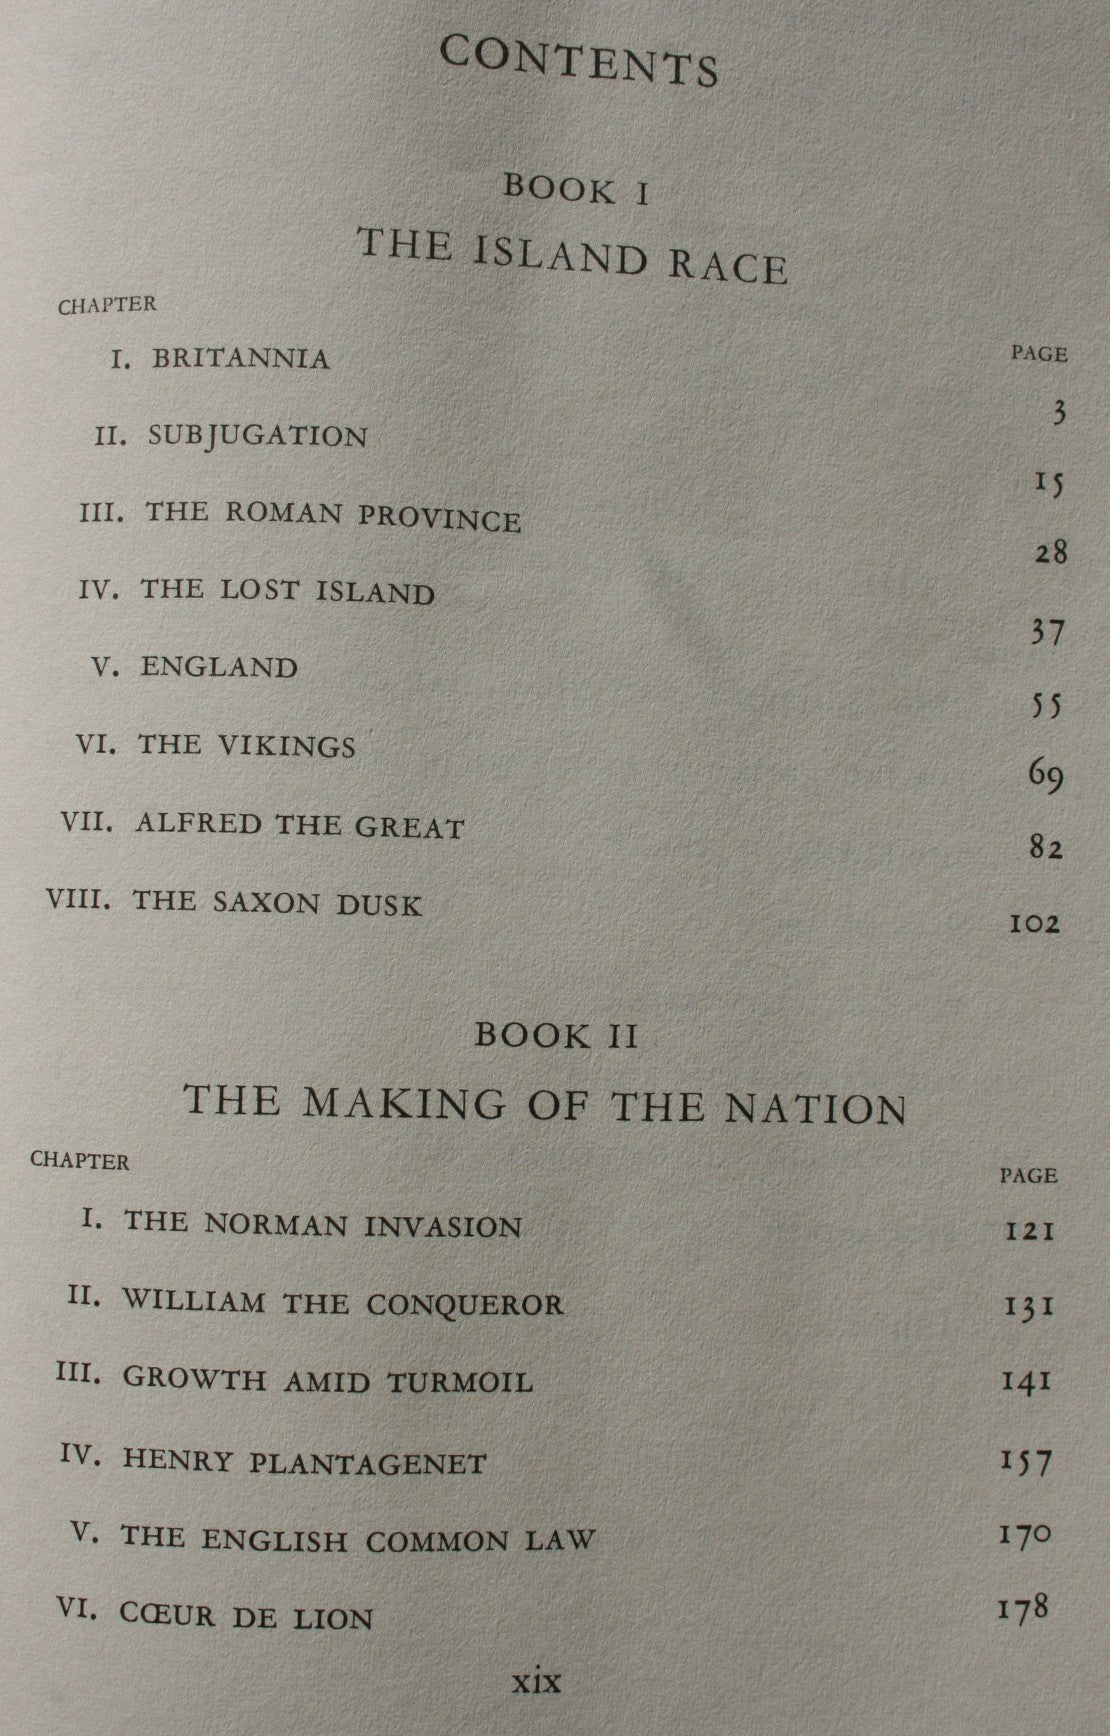 CONTENTS
BOOK I
THE ISLAND RACE
CHAPTER PAGE
I. BRITANNIA 3
II. SUBJUGATION 15
III. THE ROMAN PROVINCE 28
IV. THE LOST ISLAND 37
V. ENGLAND 55
VI. THE VIKINGS 69
VII. ALFRED THE GREAT 82
VIII. THE SAXON DUSK 102
BOOK II
THE MAKING OF THE NATION
CHAPTER PAGE
I. THE NORMAN INVASION 121
II. WILLIAM THE CONQUEROR 131
III. GROWTH AMID TURMOIL 141
IV. HENRY PLANTAGENET 157
V. THE ENGLISH COMMON LAW 170
VI. CŒUR DE LION 178
xix